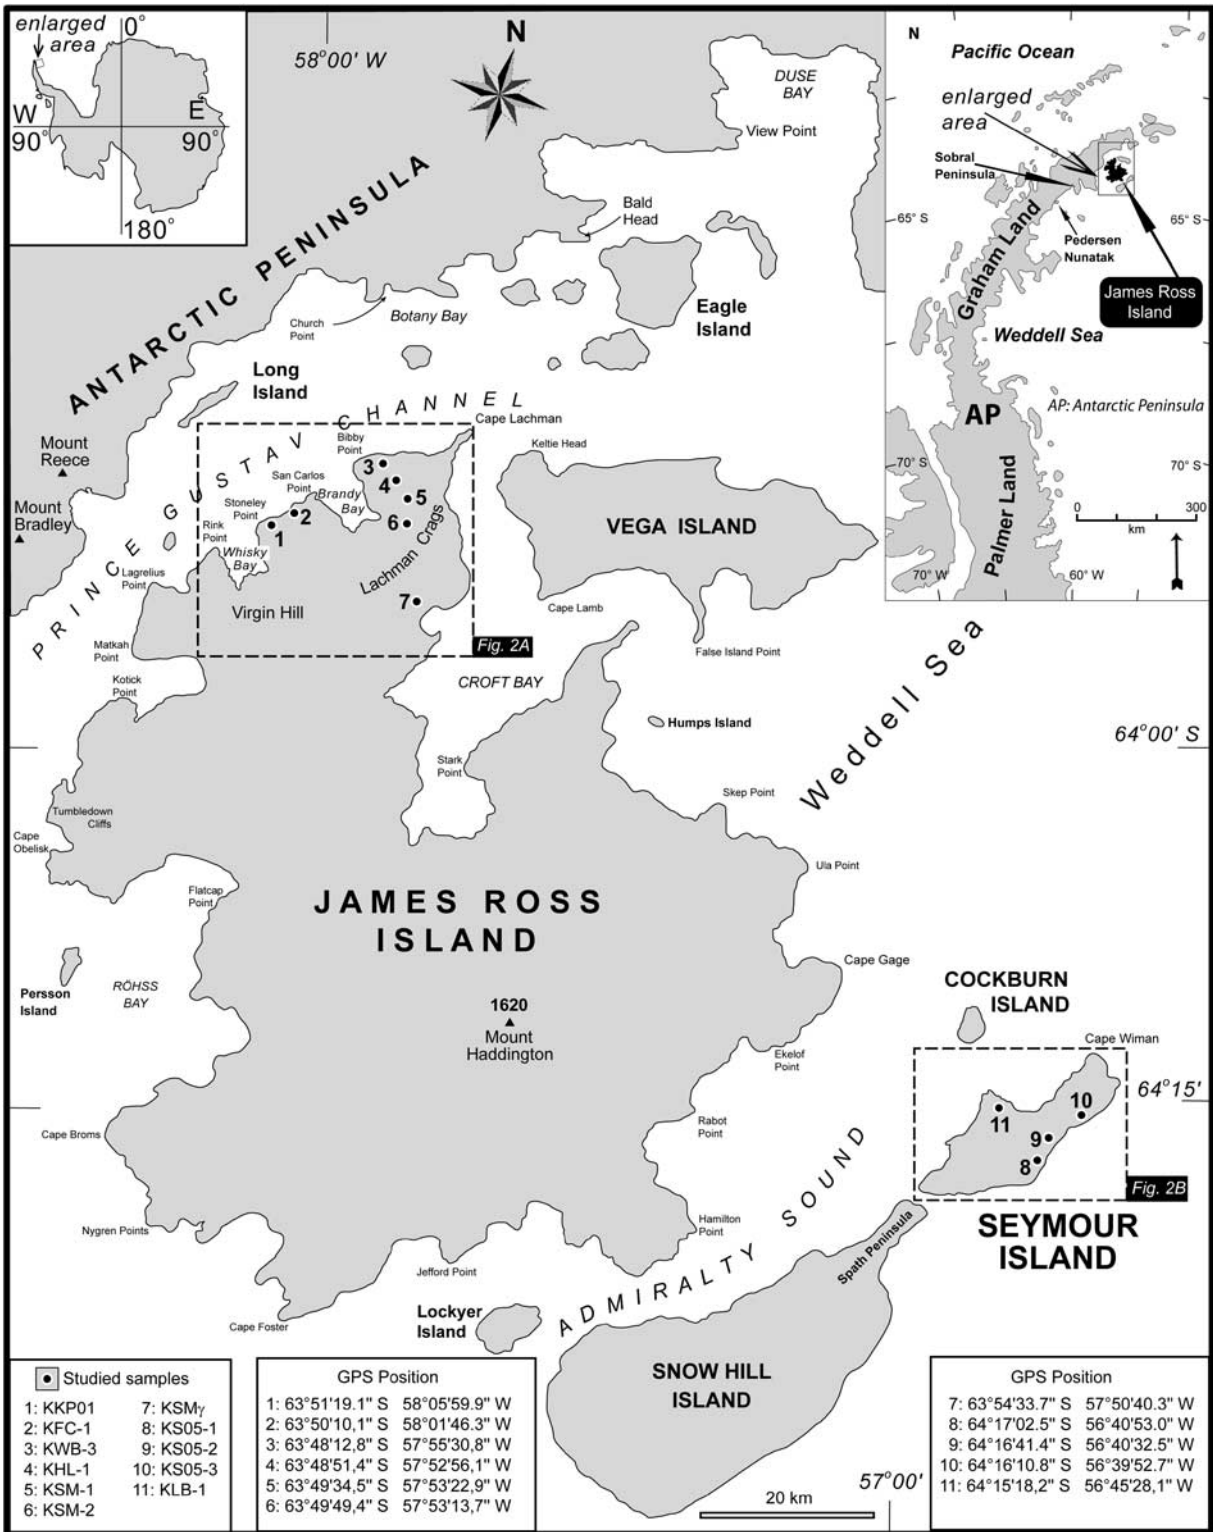 enlarged
area
0°
W
90°
E
90°
180°
58°00' W
N
DUSE
BAY
View Point
Bald
Head
ANTARCTIC PENINSULA
Church
Point
Botany Bay
Eagle
Island
Long
Island
PRINCE GUSTAV CHANNEL
Cape Lachman
Bibby
Point
Keltie Head
Mount
Reece
Mount
Bradley
San Carlos
Point
Brandy
Bay
Stoneley
Point
Rink
Point
Whisky
Bay
Lagrelius
Point
3
4
5
6
2
1
7
Lachman Crags
Virgin Hill
Fig. 2A
VEGA ISLAND
Cape Lamb
False Island Point
Matkah
Point
Kotick
Point
CROFT BAY
Humps Island
Weddell Sea
64°00' S
Stark
Point
Skep Point
Tumbledown
Cliffs
Cape
Obelisk
Ula Point
Flatcap
Point
JAMES ROSS
ISLAND
Cape Gage
Persson
Island
RÖHSS
BAY
1620
Mount
Haddington
COCKBURN
ISLAND
Cape Wiman
Ekelof
Point
64°15'
11
10
9
8
Fig. 2B
Rabot
Point
Cape Broms
SEYMOUR
ISLAND
Nygren Points
Hamilton
Point
ADMIRALTY SOUND
Spath Peninsula
Jefford Point
Cape Foster
Lockyer
Island
SNOW HILL
ISLAND
57°00'
20 km
N
Pacific Ocean
enlarged
area
Sobral
Peninsula
65° S
65° S
Pedersen
Nunatak
Graham Land
James Ross
Island
Weddell Sea
AP
AP: Antarctic Peninsula
70° S
70° S
Palmer Land
0 300
km
70° W
60° W
Studied samples
1: KKP01
2: KFC-1
3: KWB-3
4: KHL-1
5: KSM-1
6: KSM-2
7: KSMγ
8: KS05-1
9: KS05-2
10: KS05-3
11: KLB-1
GPS Position
1: 63°51'19.1" S 58°05'59.9" W
2: 63°50'10,1" S 58°01'46.3" W
3: 63°48'12,8" S 57°55'30,8" W
4: 63°48'51,4" S 57°52'56,1" W
5: 63°49'34,5" S 57°53'22,9" W
6: 63°49'49,4" S 57°53'13,7" W
GPS Position
7: 63°54'33.7" S 57°50'40.3" W
8: 64°17'02.5" S 56°40'53.0" W
9: 64°16'41.4" S 56°40'32.5" W
10: 64°16'10.8" S 56°39'52.7" W
11: 64°15'18,2" S 56°45'28,1" W